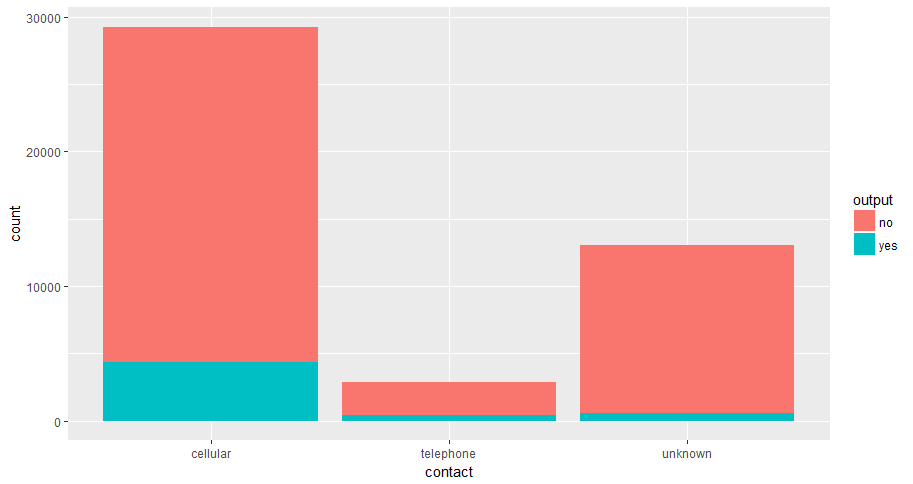 30000
20000
10000
0
count
cellular
telephone
unknown
contact
output
no
yes